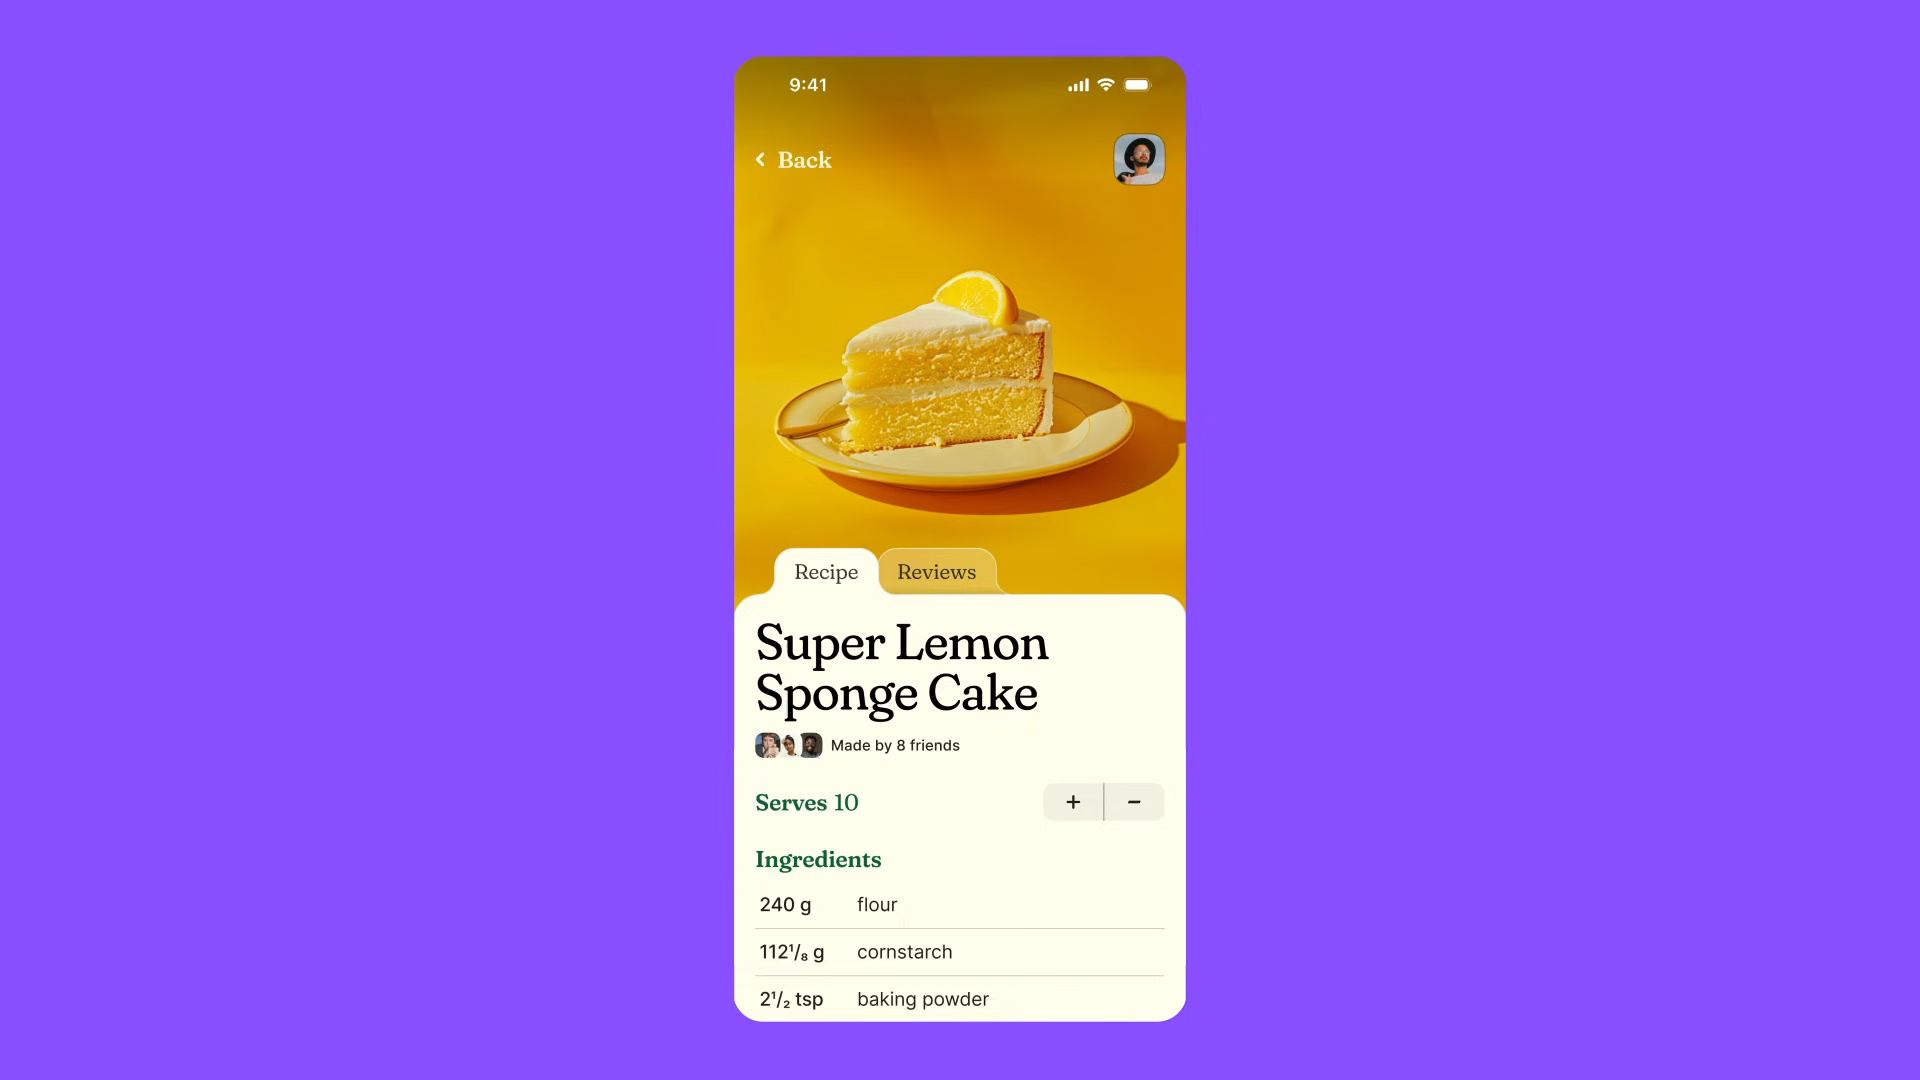 9:41
Back
Recipe
Reviews
Super Lemon
Sponge Cake
Made by 8 friends
Serves 10
+
−
Ingredients
240 g flour
112¹/₈ g cornstarch
2¹/₂ tsp baking powder